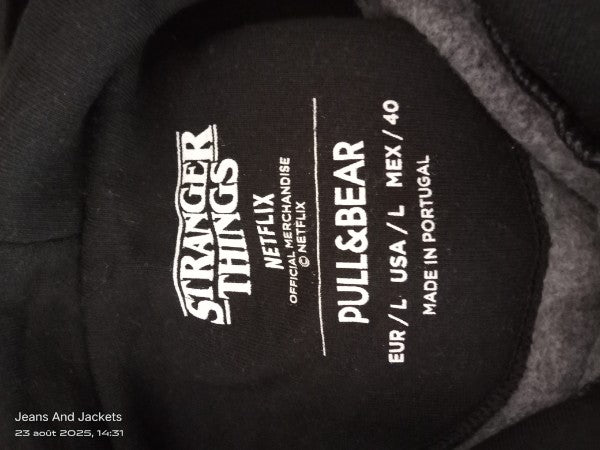 STRANGER
THINGS
NETFLIX
OFFICIAL MERCHANDISE
© NETFLIX
PULL&BEAR
EUR / L USA / L MEX / 40
MADE IN PORTUGAL
Jeans And Jackets
23 août 2025, 14:31